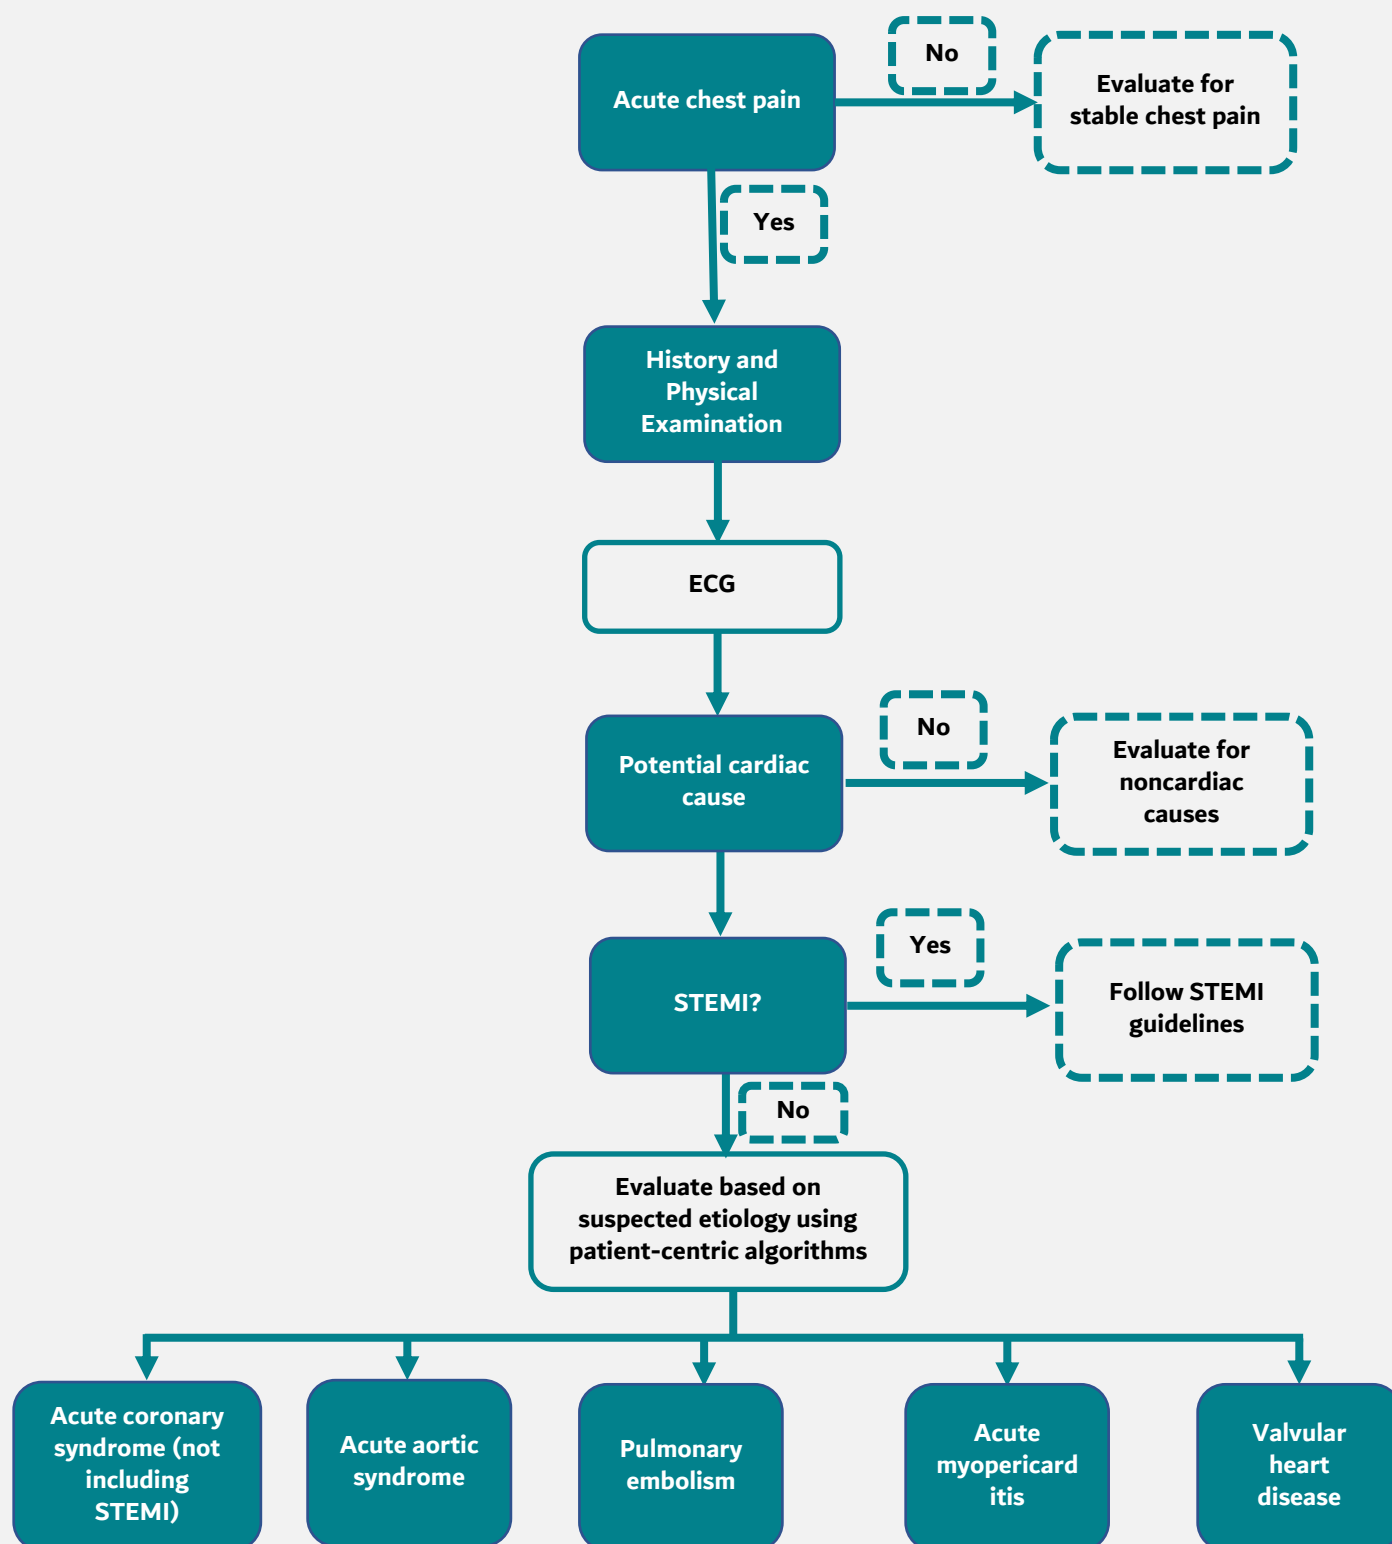 Acute chest pain
No
Evaluate for
stable chest pain
Yes
History and
Physical
Examination
ECG
Potential cardiac
cause
No
Evaluate for
noncardiac
causes
STEMI?
Yes
Follow STEMI
guidelines
No
Evaluate based on
suspected etiology using
patient-centric algorithms
Acute coronary
syndrome (not
including
STEMI)
Acute aortic
syndrome
Pulmonary
embolism
Acute
myopericard
itis
Valvular
heart
disease